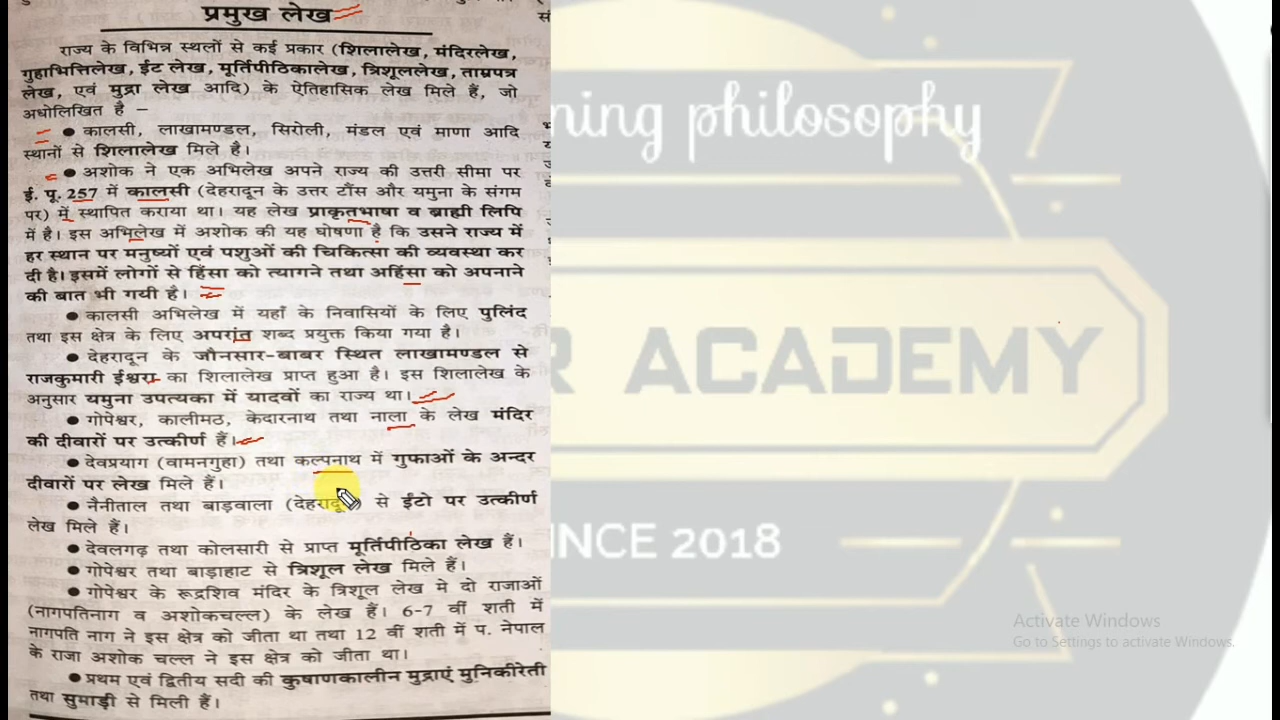 प्रमुख लेख
राज्य के विभिन्न स्थलों से कई प्रकार (शिलालेख, मंदिरलेख,
गुहाभित्तिलेख, ईट लेख, मूर्तिपीठिकालेख, त्रिशूललेख, ताम्रपत्र
लेख, एवं मुद्रा लेख आदि) के ऐतिहासिक लेख मिले हैं, जो
अधोलिखित है –
● कालसी, लाखामण्डल, सिरोली, मंडल एवं माणा आदि
स्थानों से शिलालेख मिले है।
● अशोक ने एक अभिलेख अपने राज्य की उत्तरी सीमा पर
ई. पू. 257 में कालसी (देहरादून के उत्तर टौंस और यमुना के संगम
पर) में स्थापित कराया था। यह लेख प्राकृतभाषा व ब्राह्मी लिपि
में है। इस अभिलेख में अशोक की यह घोषणा है कि उसने राज्य में
हर स्थान पर मनुष्यों एवं पशुओं की चिकित्सा की व्यवस्था कर
दी है। इसमें लोगों से हिंसा को त्यागने तथा अहिंसा को अपनाने
की बात भी गयी है।
● कालसी अभिलेख में यहाँ के निवासियों के लिए पुलिंद
तथा इस क्षेत्र के लिए अपरांत शब्द प्रयुक्त किया गया है।
● देहरादून के जौनसार-बाबर स्थित लाखामण्डल से
राजकुमारी ईश्वरा का शिलालेख प्राप्त हुआ है। इस शिलालेख के
अनुसार यमुना उपत्यका में यादवों का राज्य था।
● गोपेश्वर, कालीमठ, केदारनाथ तथा नाला के लेख मंदिर
की दीवारों पर उत्कीर्ण हैं।
● देवप्रयाग (वामनगुहा) तथा कल्पनाथ में गुफाओं के अन्दर
दीवारों पर लेख मिले हैं।
● नैनीताल तथा बाड़वाला (देहरादून) से ईंटो पर उत्कीर्ण
लेख मिले हैं।
● देवलगढ़ तथा कोलसारी से प्राप्त मूर्तिपीठिका लेख हैं।
● गोपेश्वर तथा बाड़ाहाट से त्रिशूल लेख मिले हैं।
● गोपेश्वर के रूद्रशिव मंदिर के त्रिशूल लेख मे दो राजाओं
(नागपतिनाग व अशोकचल्ल) के लेख हैं। 6-7 वीं शती में
नागपति नाग ने इस क्षेत्र को जीता था तथा 12 वीं शती में प. नेपाल
के राजा अशोक चल्ल ने इस क्षेत्र को जीता था।
● प्रथम एवं द्वितीय सदी की कुषाणकालीन मुद्राएं मुनिकीरेती
तथा सुमाड़ी से मिली हैं।
ning philosophy
R ACADEMY
INCE 2018
Activate Windows
Go to Settings to activate Windows.